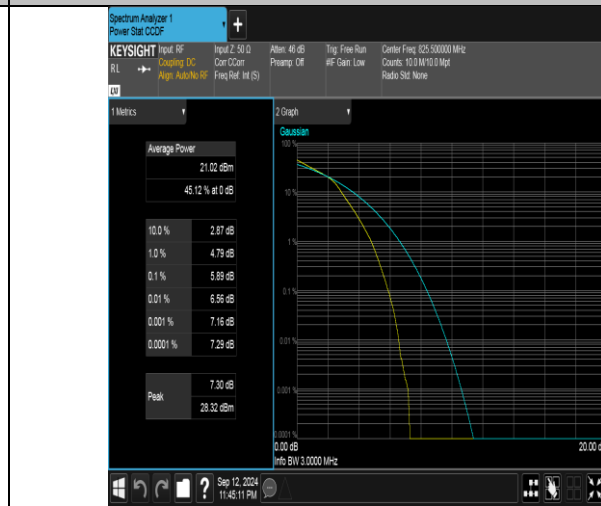 Spectrum Analyzer 1
Power Stat CCDF
+
KEYSIGHT Input: RF Input Z: 50 Ω Atten: 46 dB Trig: Free Run Center Freq: 825.500000 MHz
RL Coupling: DC Corr CCorr Preamp: Off #IF Gain: Low Counts: 10.0 M/10.0 Mpt
Align: Auto/No RF Freq Ref: Int (S) Radio Std: None
LXI
1 Metrics
2 Graph
Gaussian
Average Power
21.02 dBm
45.12 % at 0 dB
10.0 % 2.87 dB
1.0 % 4.79 dB
0.1 % 5.89 dB
0.01 % 6.56 dB
0.001 % 7.16 dB
0.0001 % 7.29 dB
Peak 7.30 dB
28.32 dBm
100 %
10 %
1 %
0.1 %
0.01 %
0.001 %
0.0001 %
0.00 dB 20.00 d
Info BW 3.0000 MHz
?
Sep 12, 2024
11:45:11 PM